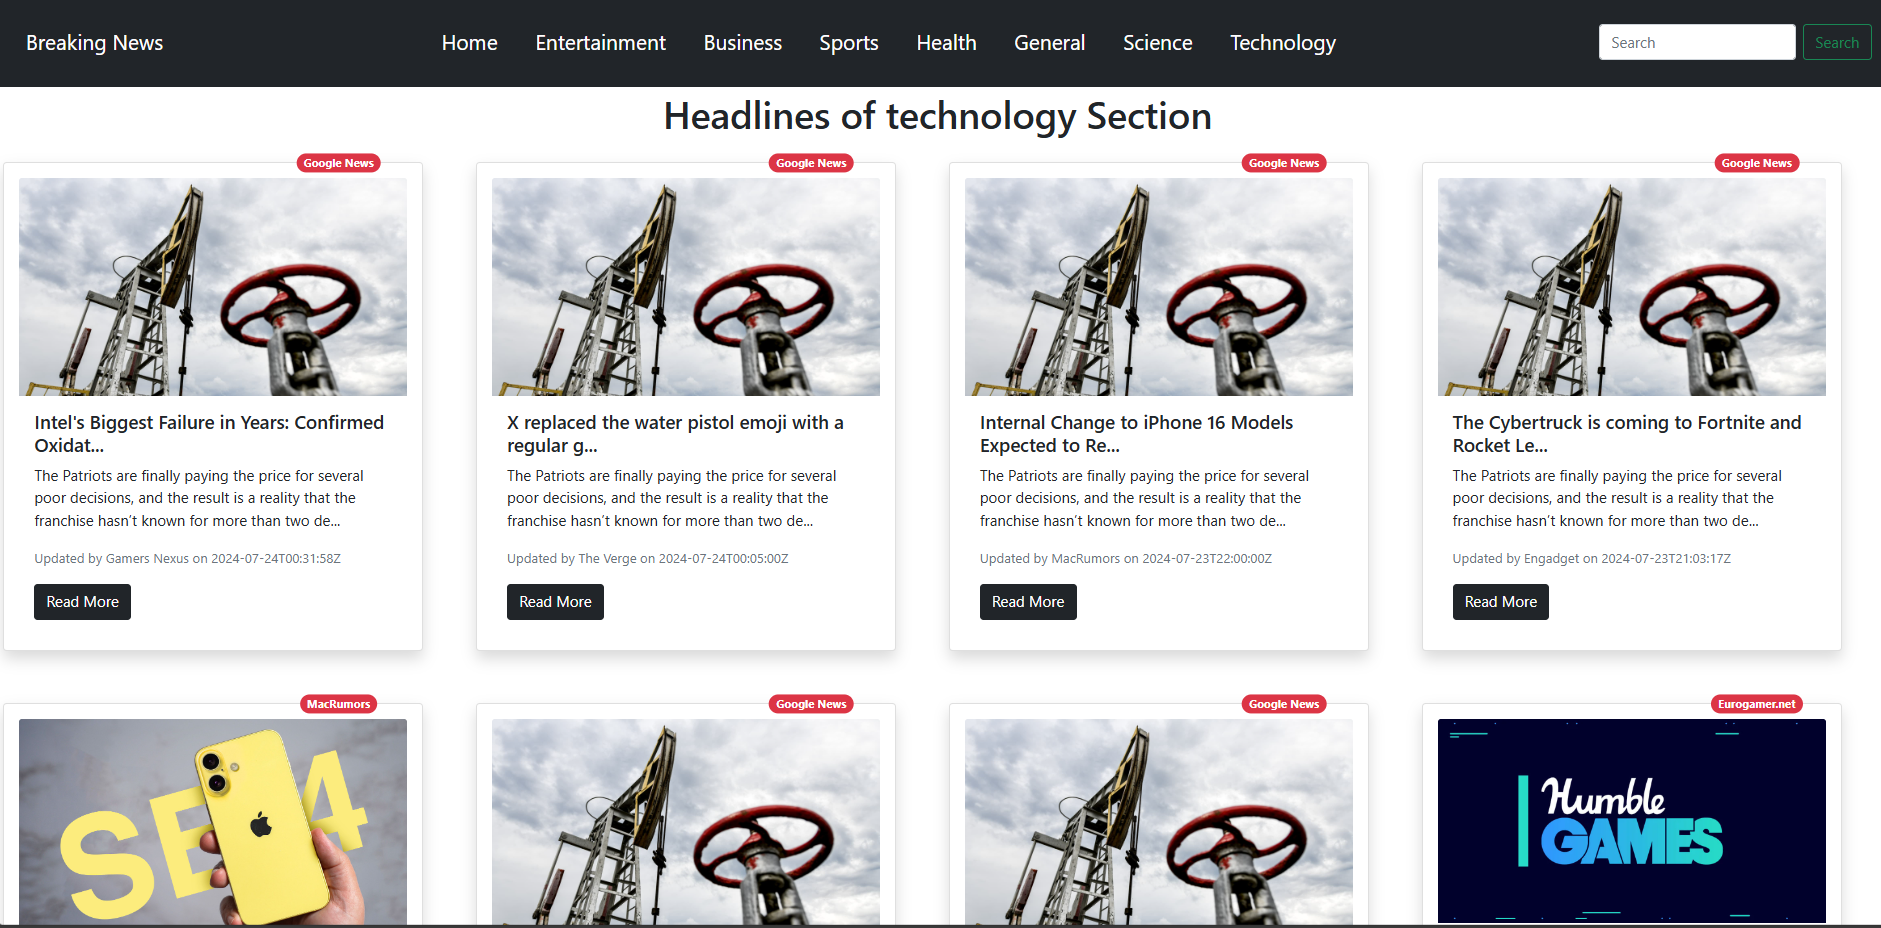 Breaking News
Home Entertainment Business Sports Health General Science Technology
Search Search
Headlines of technology Section
Google News
Intel's Biggest Failure in Years: Confirmed
Oxidat...
The Patriots are finally paying the price for several
poor decisions, and the result is a reality that the
franchise hasn't known for more than two de...
Updated by Gamers Nexus on 2024-07-24T00:31:58Z
Read More
Google News
X replaced the water pistol emoji with a
regular g...
The Patriots are finally paying the price for several
poor decisions, and the result is a reality that the
franchise hasn't known for more than two de...
Updated by The Verge on 2024-07-24T00:05:00Z
Read More
Google News
Internal Change to iPhone 16 Models
Expected to Re...
The Patriots are finally paying the price for several
poor decisions, and the result is a reality that the
franchise hasn't known for more than two de...
Updated by MacRumors on 2024-07-23T22:00:00Z
Read More
Google News
The Cybertruck is coming to Fortnite and
Rocket Le...
The Patriots are finally paying the price for several
poor decisions, and the result is a reality that the
franchise hasn't known for more than two de...
Updated by Engadget on 2024-07-23T21:03:17Z
Read More
MacRumors
SE 4
Google News
Google News
Eurogamer.net
Humble
GAMES